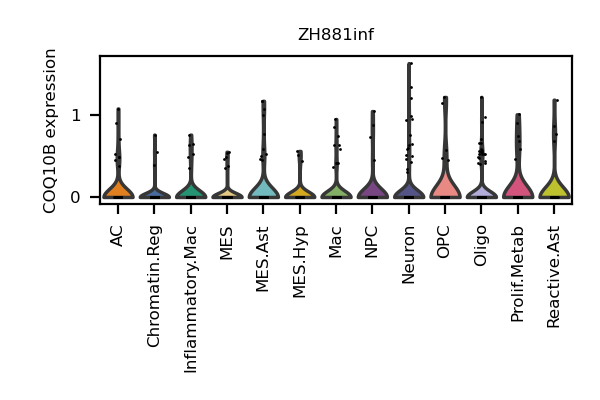 ZH881inf
COQ10B expression
1
0
AC
Chromatin.Reg
Inflammatory.Mac
MES
MES.Ast
MES.Hyp
Mac
NPC
Neuron
OPC
Oligo
Prolif.Metab
Reactive.Ast